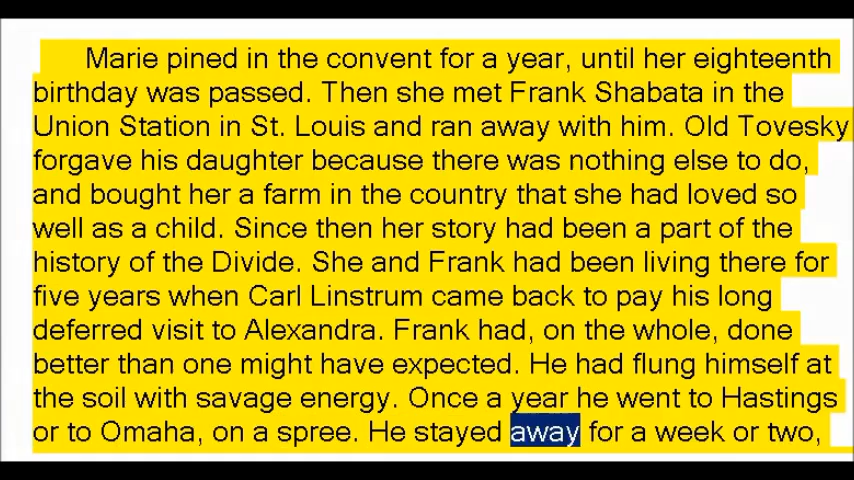 Marie pined in the convent for a year, until her eighteenth
birthday was passed. Then she met Frank Shabata in the
Union Station in St. Louis and ran away with him. Old Tovesky
forgave his daughter because there was nothing else to do,
and bought her a farm in the country that she had loved so
well as a child. Since then her story had been a part of the
history of the Divide. She and Frank had been living there for
five years when Carl Linstrum came back to pay his long
deferred visit to Alexandra. Frank had, on the whole, done
better than one might have expected. He had flung himself at
the soil with savage energy. Once a year he went to Hastings
or to Omaha, on a spree. He stayed away for a week or two,